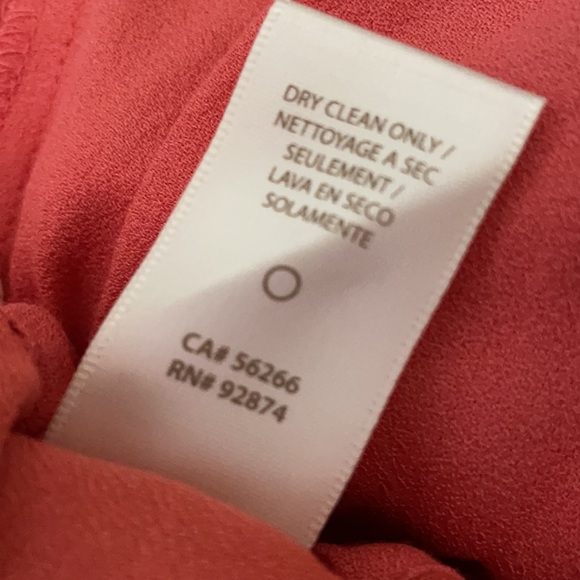 DRY CLEAN ONLY /
NETTOYAGE A SEC
SEULEMENT /
LAVA EN SECO
SOLAMENTE
CA# 56266
RN# 92874